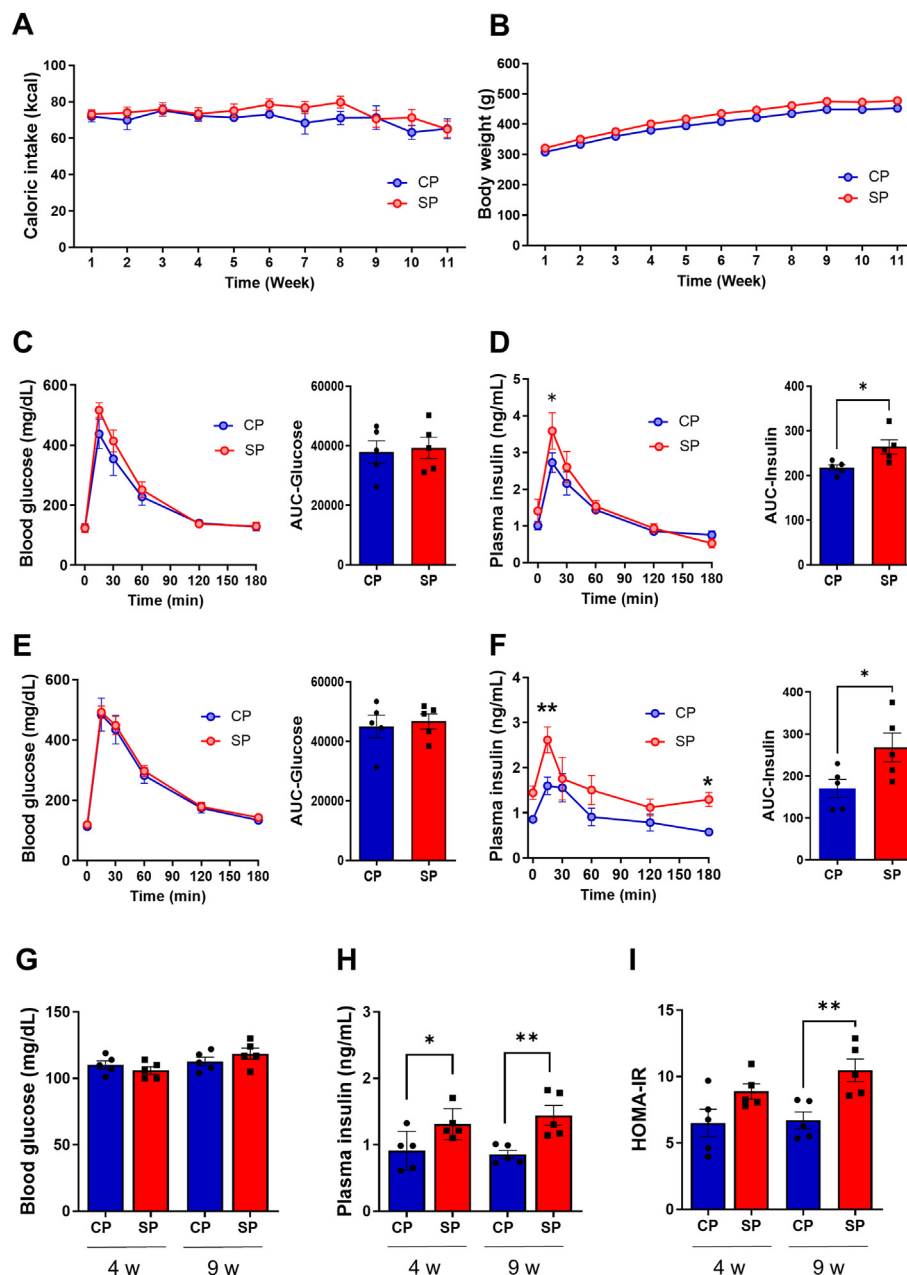 A
Caloric intake (kcal)
100
80
60
40
20
0
CP
SP
1 2 3 4 5 6 7 8 9 10 11
Time (Week)
B
Body weight (g)
600
500
400
300
200
100
0
CP
SP
1 2 3 4 5 6 7 8 9 10 11
Time (Week)
C
Blood glucose (mg/dL)
600
400
200
0
CP
SP
0 30 60 90 120 150 180
Time (min)
AUC-Glucose
60000
40000
20000
0
CP SP
D
Plasma insulin (ng/mL)
5
4
3
2
1
0
*
CP
SP
0 30 60 90 120 150 180
Time (min)
AUC-Insulin
400
300
200
100
0
*
CP SP
E
Blood glucose (mg/dL)
600
400
200
0
CP
SP
0 30 60 90 120 150 180
Time (min)
AUC-Glucose
60000
40000
20000
0
CP SP
F
Plasma insulin (ng/mL)
4
3
2
1
0
**
*
CP
SP
0 30 60 90 120 150 180
Time (min)
AUC-Insulin
400
300
200
100
0
*
CP SP
G
Blood glucose (mg/dL)
150
100
50
0
CP SP CP SP
4 w 9 w
H
Plasma insulin (ng/mL)
3
2
1
0
* **
CP SP CP SP
4 w 9 w
I
HOMA-IR
15
10
5
0
**
CP SP CP SP
4 w 9 w